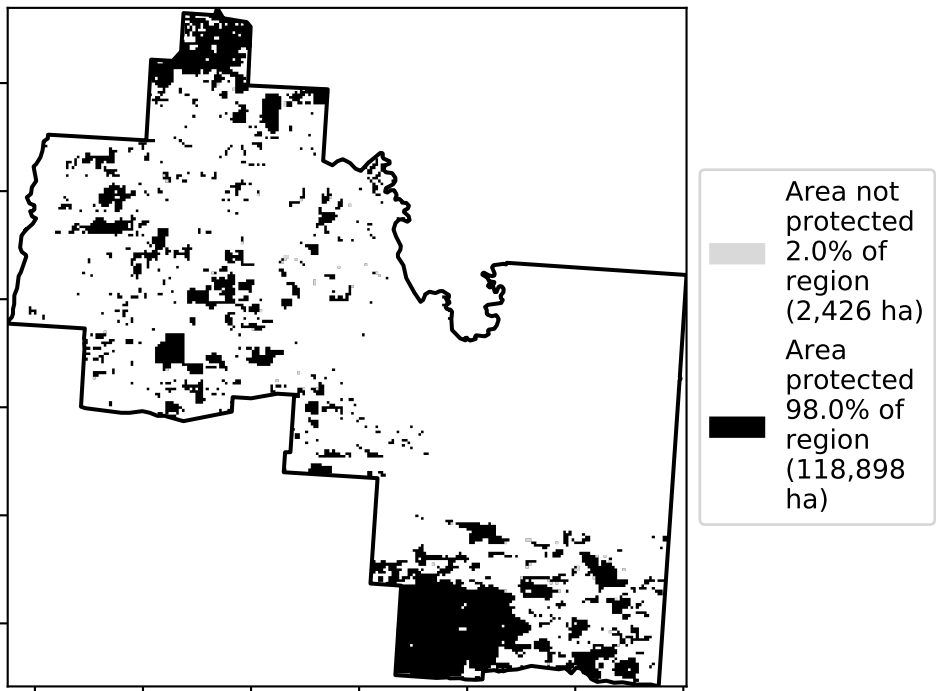 Area not
protected
2.0% of
region
(2,426 ha)
Area
protected
98.0% of
region
(118,898
ha)